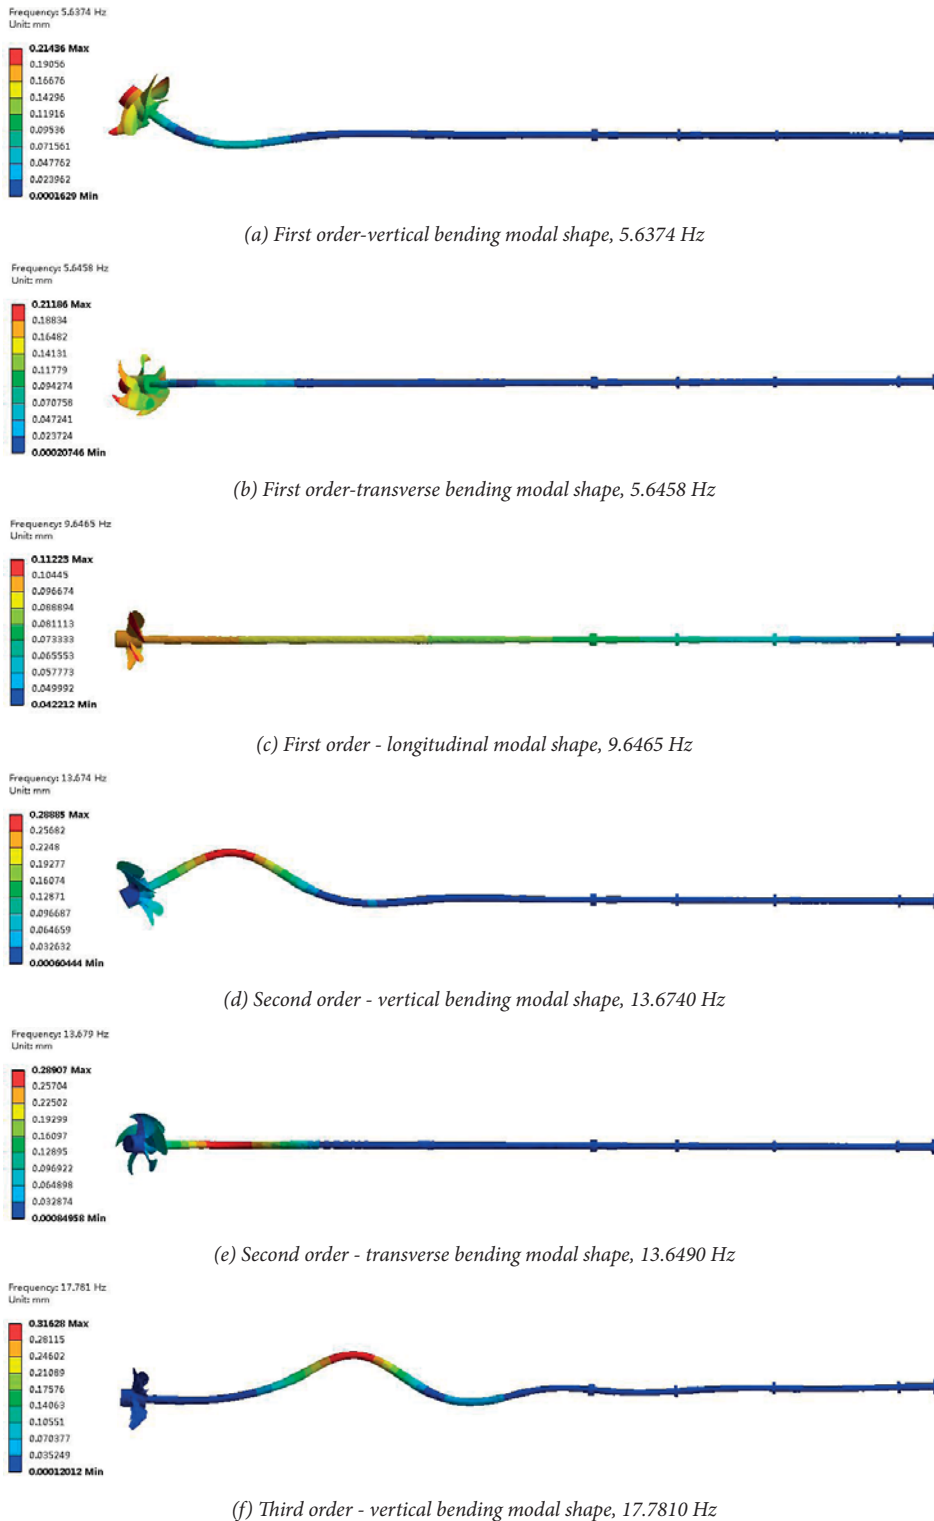 Frequency: 5.6374 Hz
Unit: mm
0.21436 Max
0.19056
0.16676
0.14296
0.11916
0.09536
0.071561
0.047762
0.023962
0.0001629 Min
(a) First order-vertical bending modal shape, 5.6374 Hz
Frequency: 5.6458 Hz
Unit: mm
0.21186 Max
0.18834
0.16482
0.14131
0.11779
0.094274
0.070758
0.047241
0.023724
0.00020746 Min
(b) First order-transverse bending modal shape, 5.6458 Hz
Frequency: 9.6465 Hz
Unit: mm
0.11223 Max
0.10445
0.096674
0.088894
0.081113
0.073333
0.065553
0.057773
0.049992
0.042212 Min
(c) First order - longitudinal modal shape, 9.6465 Hz
Frequency: 13.674 Hz
Unit: mm
0.28885 Max
0.25682
0.2248
0.19277
0.16074
0.12871
0.096687
0.064659
0.032632
0.00060444 Min
(d) Second order - vertical bending modal shape, 13.6740 Hz
Frequency: 13.679 Hz
Unit: mm
0.28907 Max
0.25704
0.22502
0.19299
0.16097
0.12895
0.096922
0.064898
0.032874
0.00084958 Min
(e) Second order - transverse bending modal shape, 13.6490 Hz
Frequency: 17.781 Hz
Unit: mm
0.31628 Max
0.28115
0.24602
0.21089
0.17576
0.14063
0.10551
0.070377
0.035249
0.00012012 Min
(f) Third order - vertical bending modal shape, 17.7810 Hz